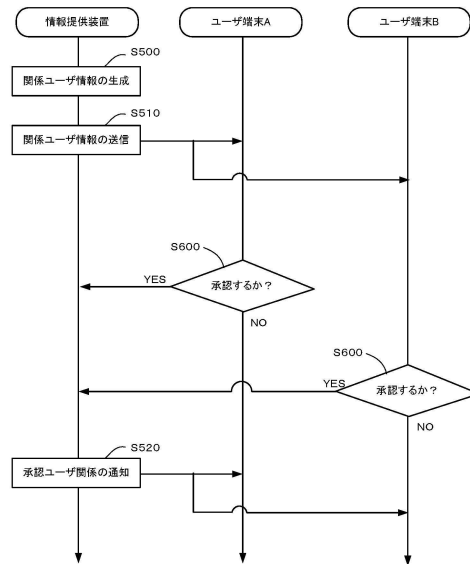 情報提供装置
ユーザ端末A
ユーザ端末B
S500
関係ユーザ情報の生成
S510
関係ユーザ情報の送信
S600
YES
承認するか？
NO
S600
YES
承認するか？
NO
S520
承認ユーザ関係の通知